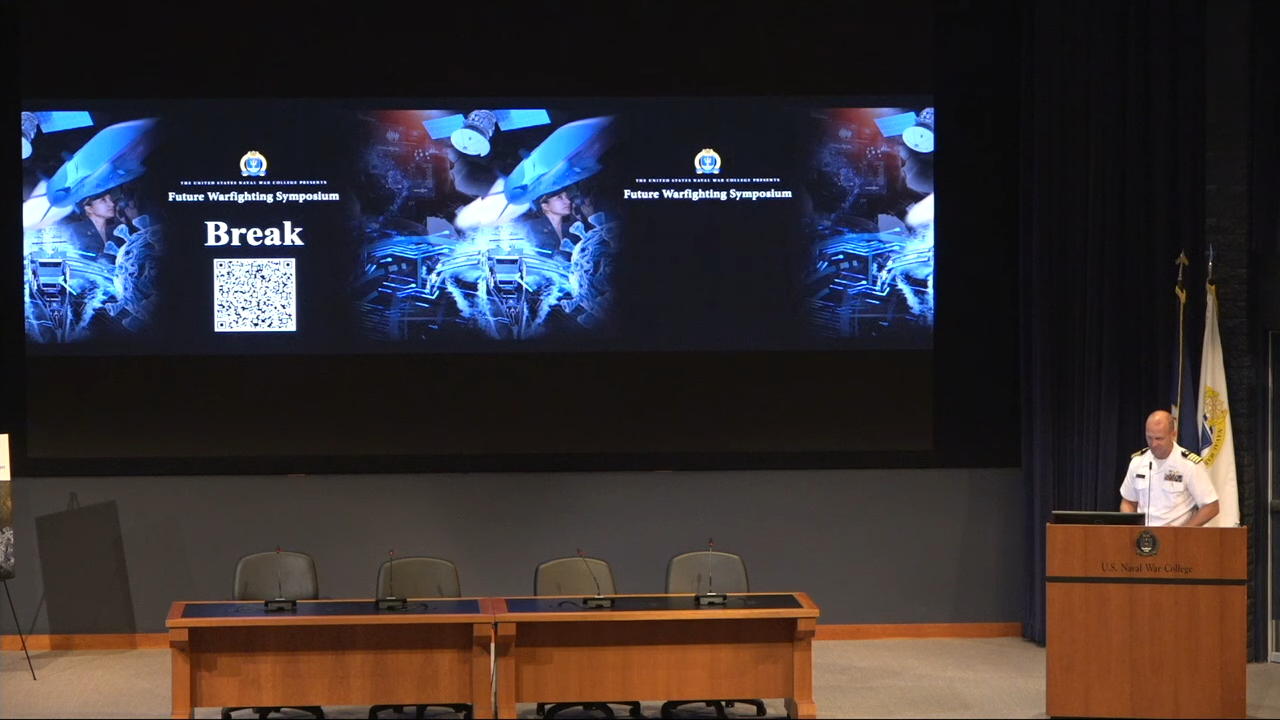 THE UNITED STATES NAVAL WAR COLLEGE PRESENTS
Future Warfighting Symposium
Break
THE UNITED STATES NAVAL WAR COLLEGE PRESENTS
Future Warfighting Symposium
U.S. Naval War College